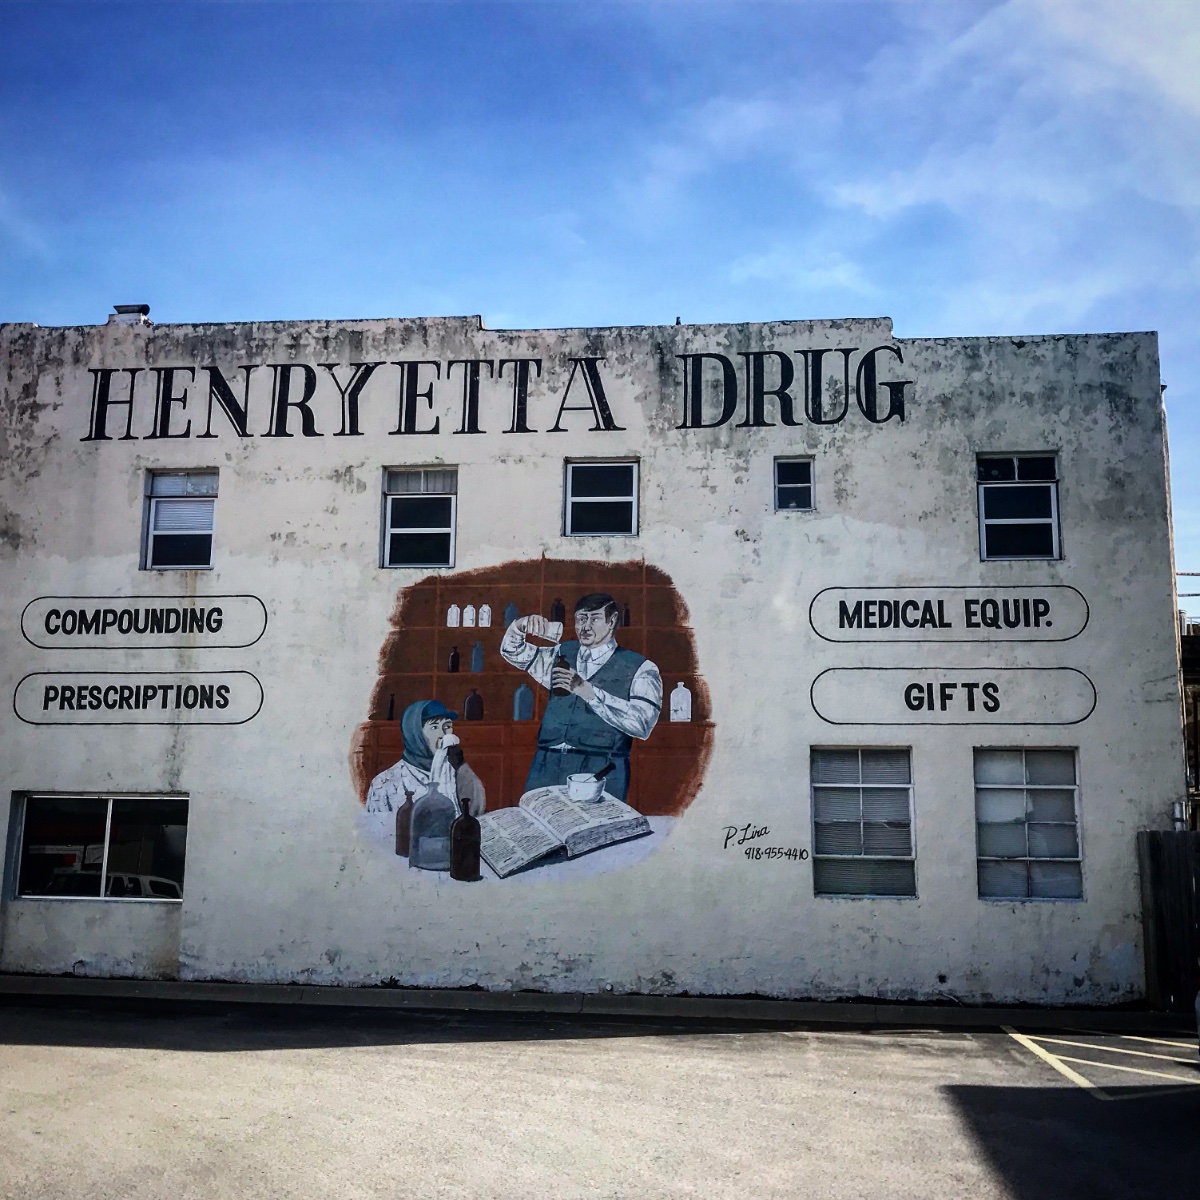 HENRYETTA DRUG
COMPOUNDING
PRESCRIPTIONS
MEDICAL EQUIP.
GIFTS
P. Lira
918-955-4410